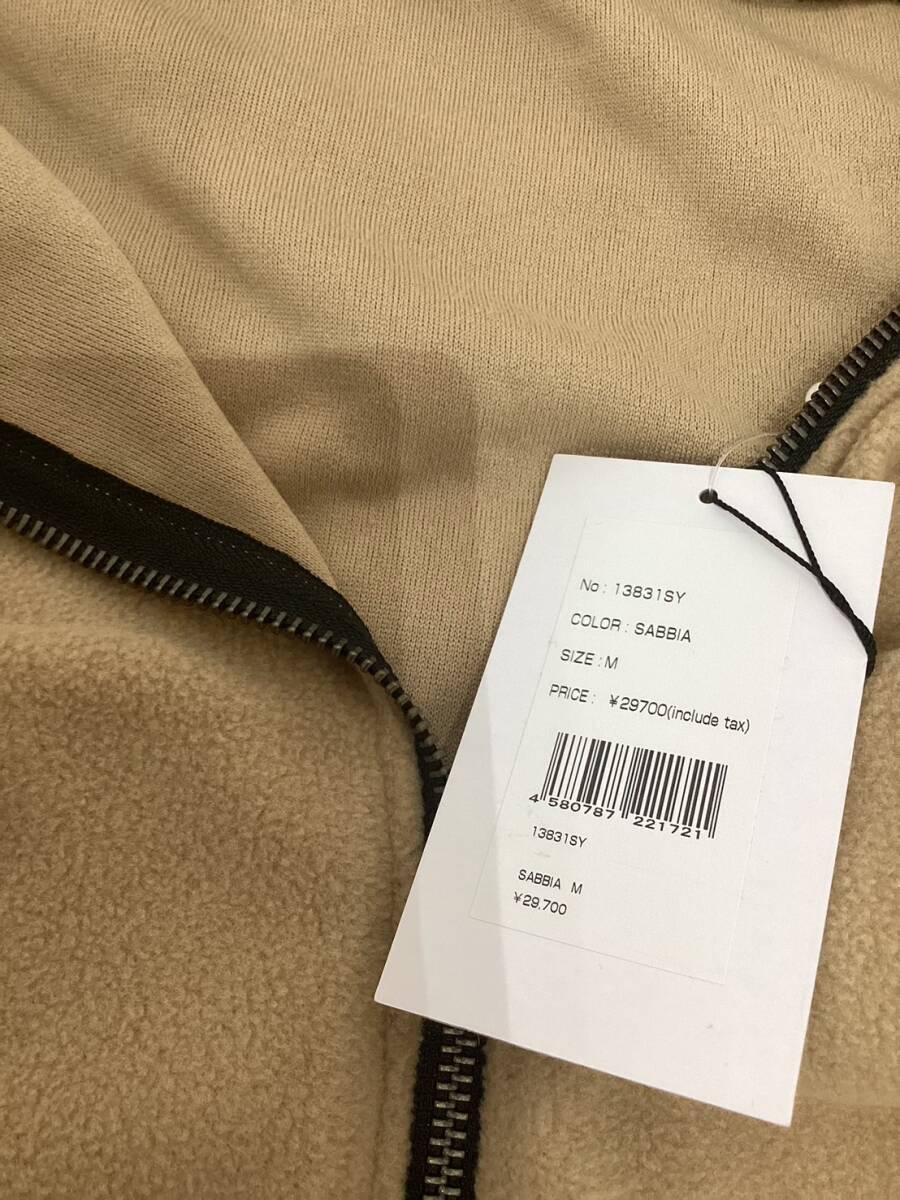 No : 13831SY
COLOR : SABBIA
SIZE : M
PRICE : ¥29700(include tax)
4 580787 221721
13831SY
SABBIA M
¥29,700